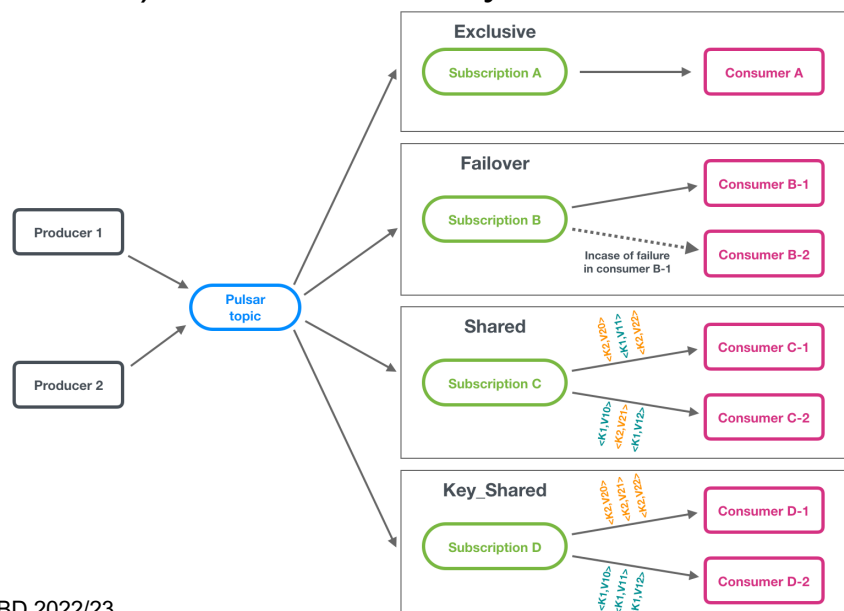 Exclusive
Subscription A
Consumer A
Failover
Subscription B
Consumer B-1
Consumer B-2
Incase of failure
in consumer B-1
Producer 1
Pulsar
topic
Producer 2
Shared
Subscription C
<K2,V20>
<K1,V11>
<K2,V22>
Consumer C-1
<K1,V10>
<K2,V21>
<K1,V12>
Consumer C-2
Key_Shared
Subscription D
<K2,V20>
<K2,V21>
<K2,V22>
Consumer D-1
<K1,V10>
<K1,V11>
K1,V12>
Consumer D-2
BD 2022/23